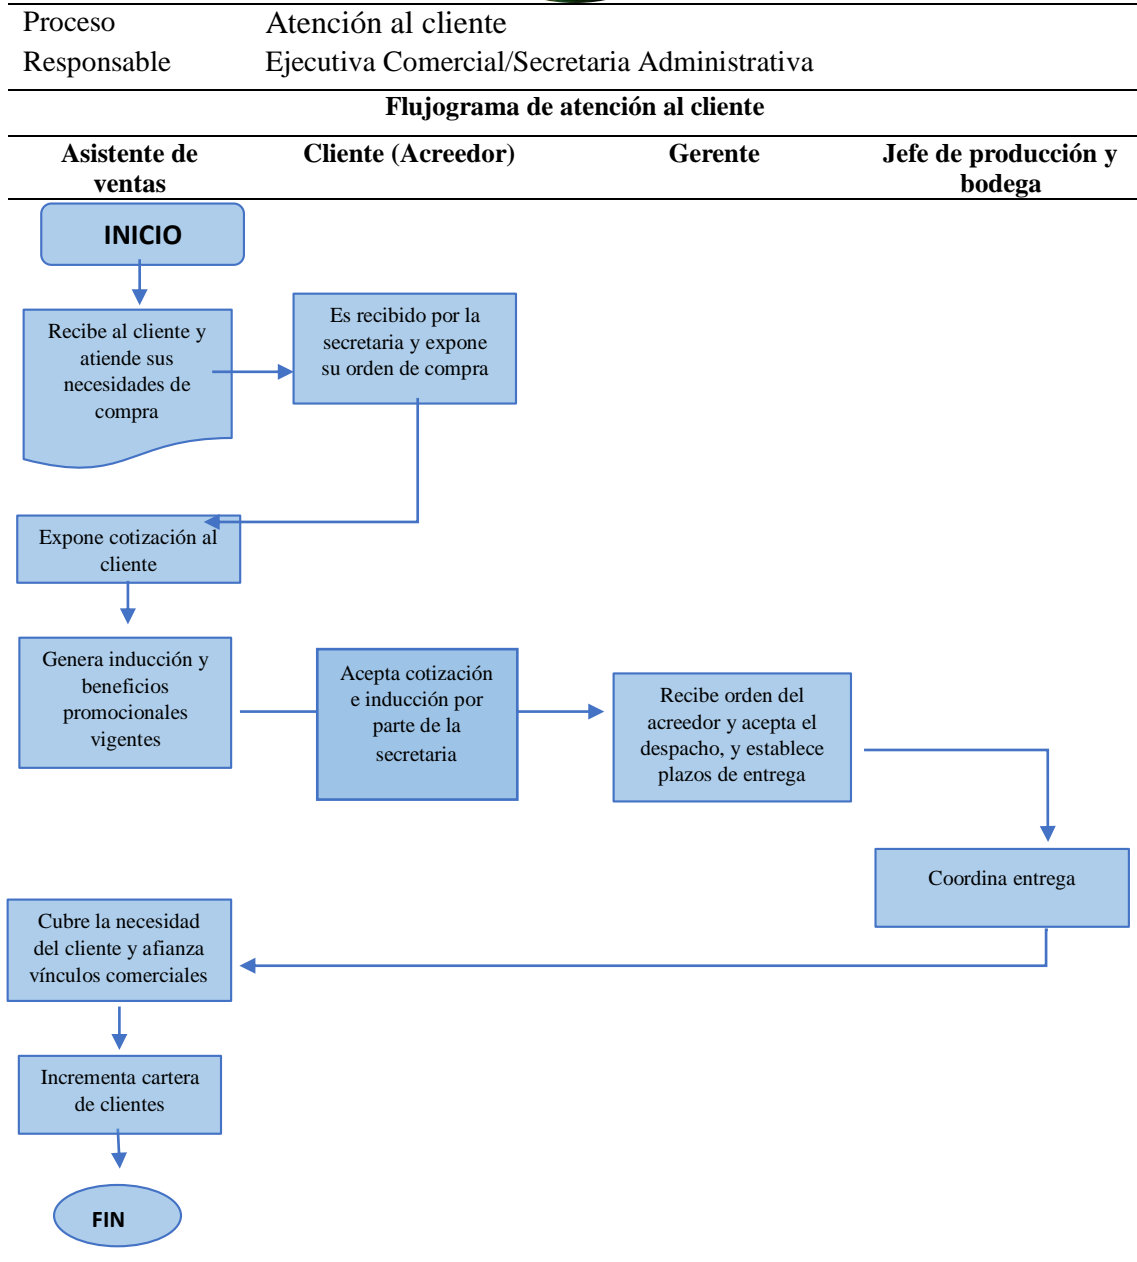 Proceso
Atención al cliente
Responsable
Ejecutiva Comercial/Secretaria Administrativa
Flujograma de atención al cliente
Asistente de
ventas
Cliente (Acreedor)
Gerente
Jefe de producción y
bodega
INICIO
Recibe al cliente y
atiende sus
necesidades de
compra
Es recibido por la
secretaria y expone
su orden de compra
Expone cotización al
cliente
Genera inducción y
beneficios
promocionales
vigentes
Acepta cotización
e inducción por
parte de la
secretaria
Recibe orden del
acreedor y acepta el
despacho, y establece
plazos de entrega
Coordina entrega
Cubre la necesidad
del cliente y afianza
vínculos comerciales
Incrementa cartera
de clientes
FIN